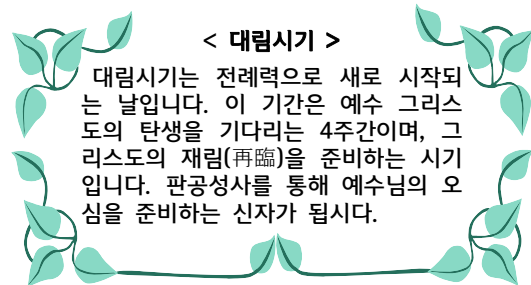 < 대림시기 >
대림시기는 전례력으로 새로 시작되
는 날입니다. 이 기간은 예수 그리스
도의 탄생을 기다리는 4주간이며, 그
리스도의 재림(再臨)을 준비하는 시기
입니다. 판공성사를 통해 예수님의 오
심을 준비하는 신자가 됩시다.